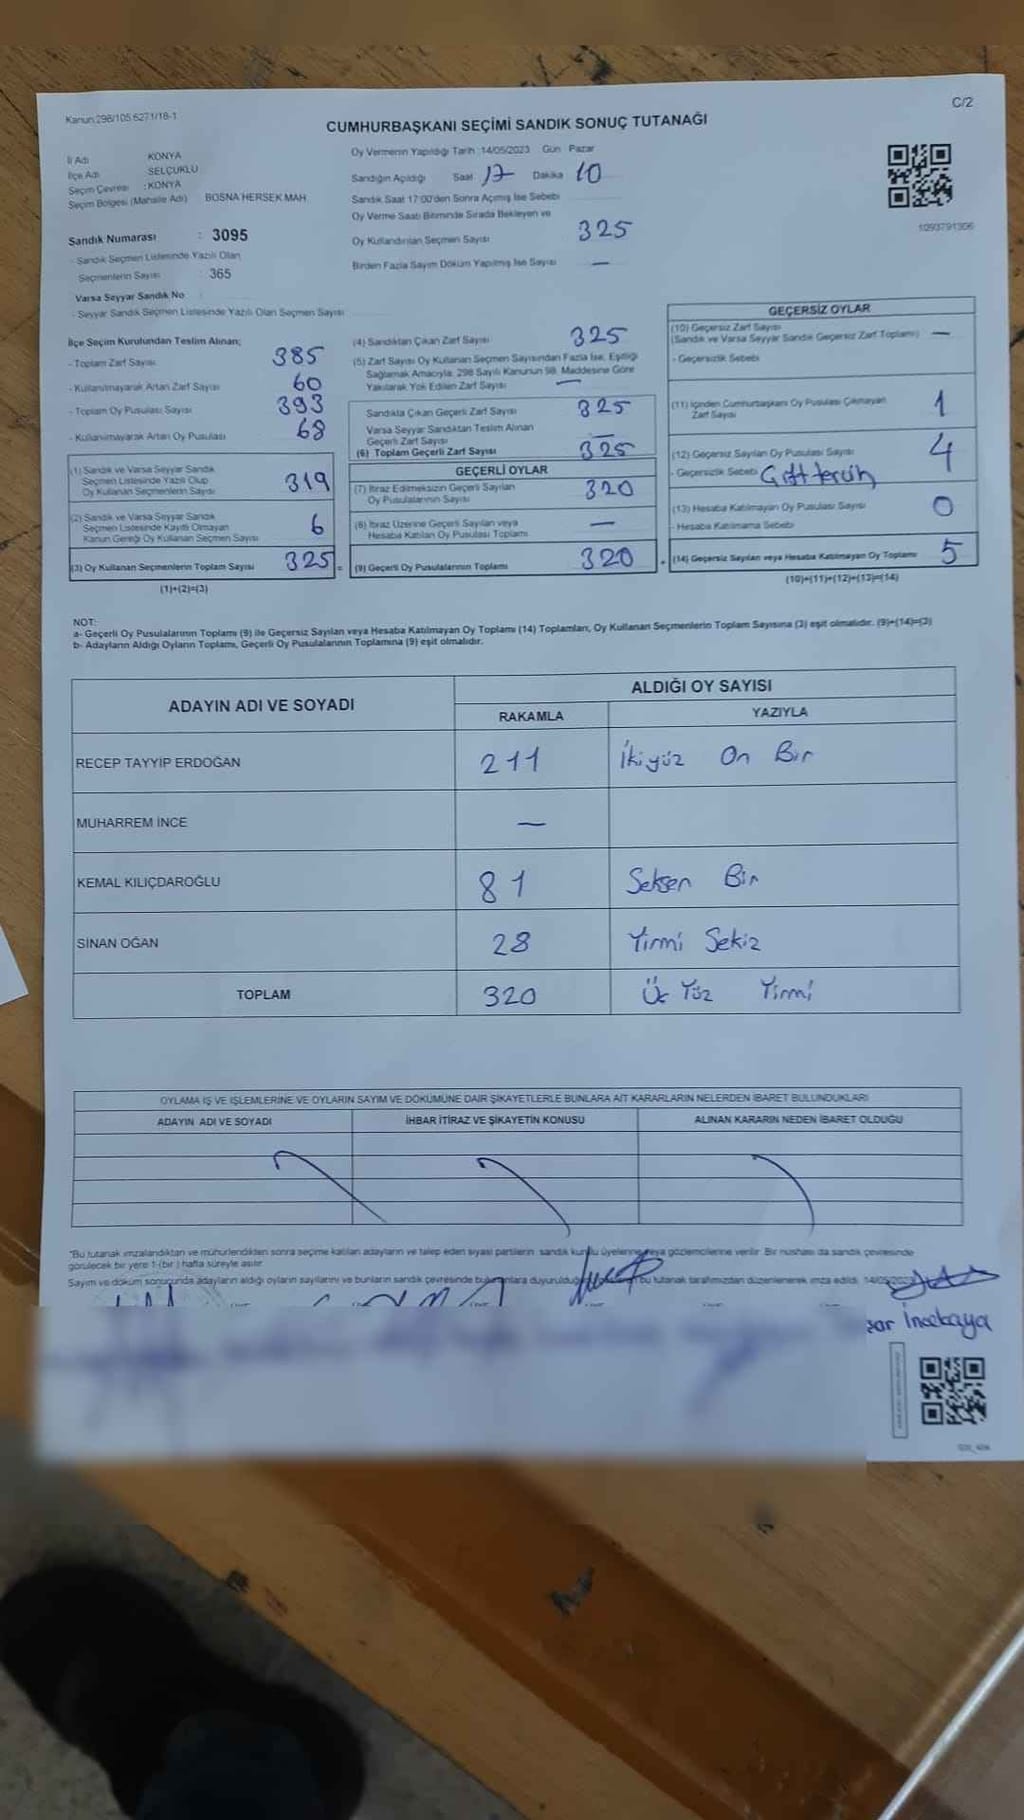 Kanun:298/105 6271/18-1
C/2
CUMHURBAŞKANI SEÇİMİ SANDIK SONUÇ TUTANAĞI
İl Adı KONYA
İlçe Adı SELÇUKLU
Seçim Çevresi : KONYA
Seçim Bölgesi (Mahalle Adı) BOSNA HERSEK MAH.
Oy Vermenin Yapıldığı Tarih :14/05/2023 Gün Pazar
Sandığın Açıldığı Saat 17 Dakika 10
Sandık Saat 17:00'den Sonra Açılmış İse Sebebi
Oy Verme Saati Bitiminde Sırada Bekleyen ve
Oy Kullandırılan Seçmen Sayısı 325
Birden Fazla Sayım Döküm Yapılmış İse Sayısı —
1093791306
Sandık Numarası : 3095
- Sandık Seçmen Listesinde Yazılı Olan
Seçmenlerin Sayısı : 365
Varsa Seyyar Sandık No
- Seyyar Sandık Seçmen Listesinde Yazılı Olan Seçmen Sayısı
İlçe Seçim Kurulundan Teslim Alınan;
- Toplam Zarf Sayısı 385
- Kullanılmayarak Artan Zarf Sayısı 60
- Toplam Oy Pusulası Sayısı 393
- Kullanılmayarak Artan Oy Pusulası 68
(1) Sandık ve Varsa Seyyar Sandık
Seçmen Listesinde Yazılı Olup
Oy Kullanan Seçmenlerin Sayısı 319
(2) Sandık ve Varsa Seyyar Sandık
Seçmen Listesinde Kayıtlı Olmayan
Kanun Gereği Oy Kullanan Seçmen Sayısı 6
(3) Oy Kullanan Seçmenlerin Toplam Sayısı 325
(1)+(2)=(3)
(4) Sandıktan Çıkan Zarf Sayısı 325
(5) Zarf Sayısı Oy Kullanan Seçmen Sayısından Fazla İse, Eşitliği
Sağlamak Amacıyla, 298 Sayılı Kanunun 98. Maddesine Göre
Yakılarak Yok Edilen Zarf Sayısı —
Sandıkta Çıkan Geçerli Zarf Sayısı 325
Varsa Seyyar Sandıktan Teslim Alınan
Geçerli Zarf Sayısı —
(6) Toplam Geçerli Zarf Sayısı 325
GEÇERLİ OYLAR
(7) İtiraz Edilmeksizin Geçerli Sayılan
Oy Pusulalarının Sayısı 320
(8) İtiraz Üzerine Geçerli Sayılan veya
Hesaba Katılan Oy Pusulası Toplamı —
= (9) Geçerli Oy Pusulalarının Toplamı 320 +
GEÇERSİZ OYLAR
(10) Geçersiz Zarf Sayısı
(Sandık ve Varsa Seyyar Sandık Geçersiz Zarf Toplamı) —
- Geçersizlik Sebebi
(11) İçinden Cumhurbaşkanı Oy Pusulası Çıkmayan
Zarf Sayısı 1
(12) Geçersiz Sayılan Oy Pusulası Sayısı 4
- Geçersizlik Sebebi Çift tercih
(13) Hesaba Katılmayan Oy Pusulası Sayısı 0
- Hesaba Katılmama Sebebi
(14) Geçersiz Sayılan veya Hesaba Katılmayan Oy Toplamı 5
(10)+(11)+(12)+(13)=(14)
NOT:
a- Geçerli Oy Pusulalarının Toplamı (9) ile Geçersiz Sayılan veya Hesaba Katılmayan Oy Toplamı (14) Toplamları, Oy Kullanan Seçmenlerin Toplam Sayısına (3) eşit olmalıdır. (9)+(14)=(3)
b- Adayların Aldığı Oyların Toplamı, Geçerli Oy Pusulalarının Toplamına (9) eşit olmalıdır.
ADAYIN ADI VE SOYADI ALDIĞI OY SAYISI
RAKAMLA YAZIYLA
RECEP TAYYİP ERDOĞAN 211 İkiyüz On Bir
MUHARREM İNCE —
KEMAL KILIÇDAROĞLU 81 Seksen Bir
SİNAN OĞAN 28 Yirmi Sekiz
TOPLAM 320 Üç Yüz Yirmi
OYLAMA İŞ VE İŞLEMLERİNE VE OYLARIN SAYIM VE DÖKÜMÜNE DAİR ŞİKAYETLERLE BUNLARA AİT KARARLARIN NELERDEN İBARET BULUNDUKLARI
ADAYIN ADI VE SOYADI İHBAR İTİRAZ VE ŞİKAYETİN KONUSU ALINAN KARARIN NEDEN İBARET OLDUĞU
*Bu tutanak imzalandıktan ve mühürlendikten sonra seçime katılan adayların ve talep eden siyasi partilerin sandık kurulu üyelerine veya gözlemcilerine verilir. Bir nüshası da sandık çevresinde
görülecek bir yere 1 (bir) hafta süreyle asılır.
Sayım ve döküm sonucunda adayların aldığı oyların sayılarını ve bunların sandık çevresinde bulunanlara duyurulduğu bu tutanak tarafımızdan düzenlenerek imza edildi.
İncekaya